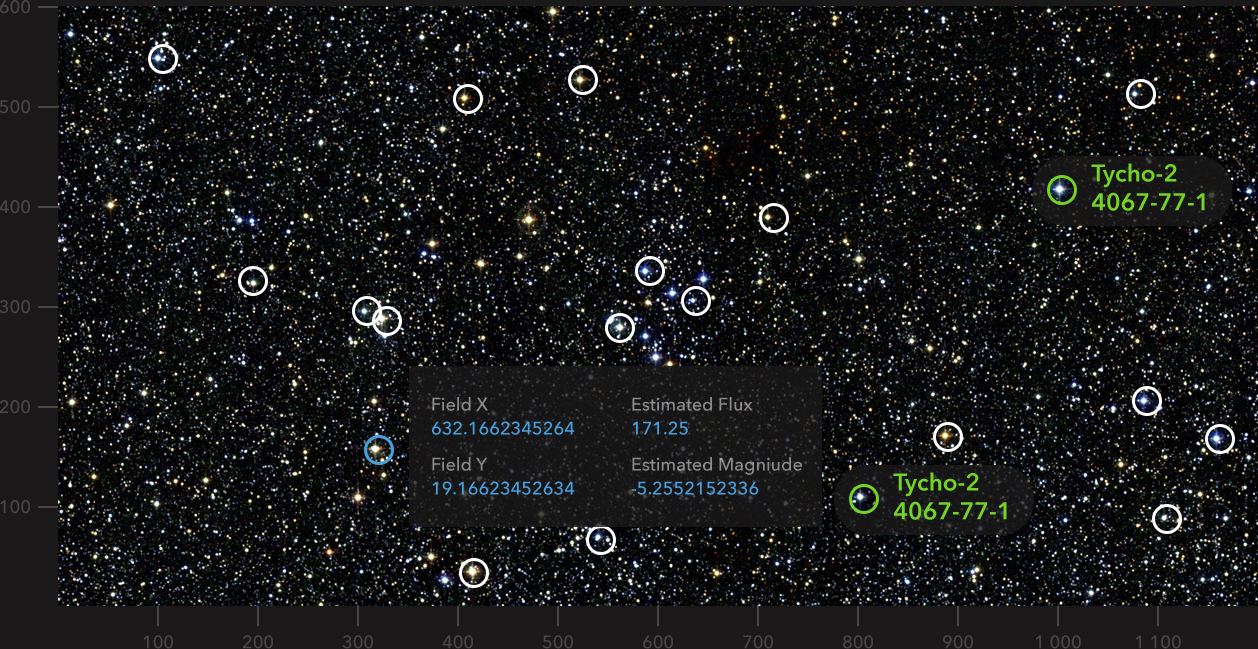 600
500
Tycho-2
4067-77-1
400
300
Field X
Estimated Flux
632.1662345264
171.25
200
Field Y
Estimated Magniude
19.16623452634
-5.2552152336
Tycho-2
4067-77-1
100
100 200 300 400 500 600 700 800 900 1 000 1 100